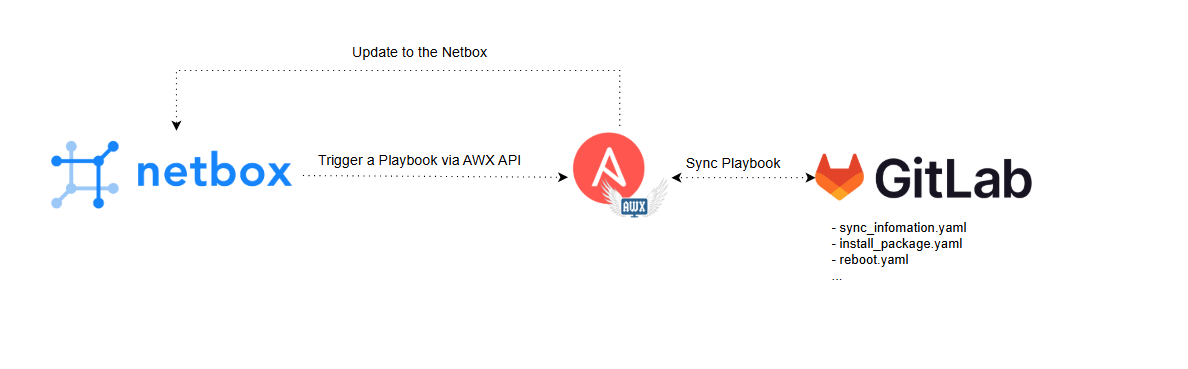 Update to the Netbox
netbox
Trigger a Playbook via AWX API
A
AWX
Sync Playbook
GitLab
- sync_infomation.yaml
- install_package.yaml
- reboot.yaml
...